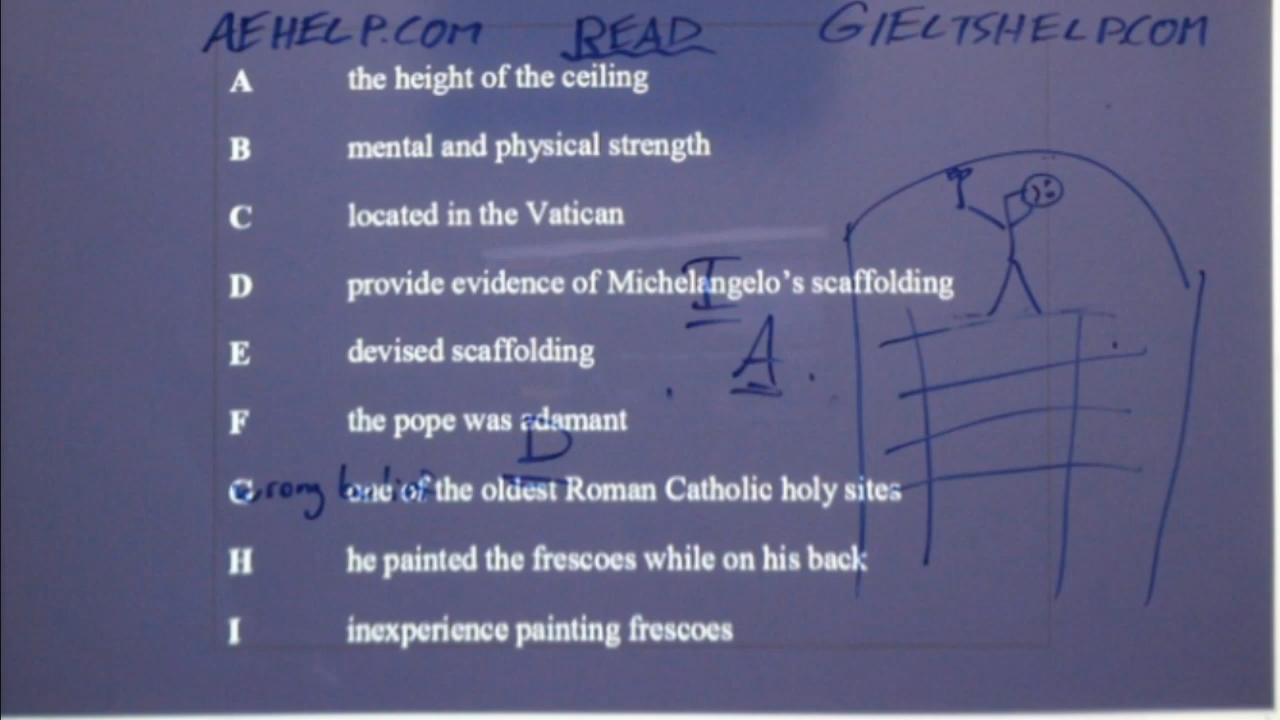 AEHELP.COM READ GIELTSHELP.COM
A the height of the ceiling
B mental and physical strength
C located in the Vatican
D provide evidence of Michelangelo's scaffolding
I
E devised scaffolding
A
F the pope was adamant
D
G one of the oldest Roman Catholic holy sites
wrong
H he painted the frescoes while on his back
I inexperience painting frescoes